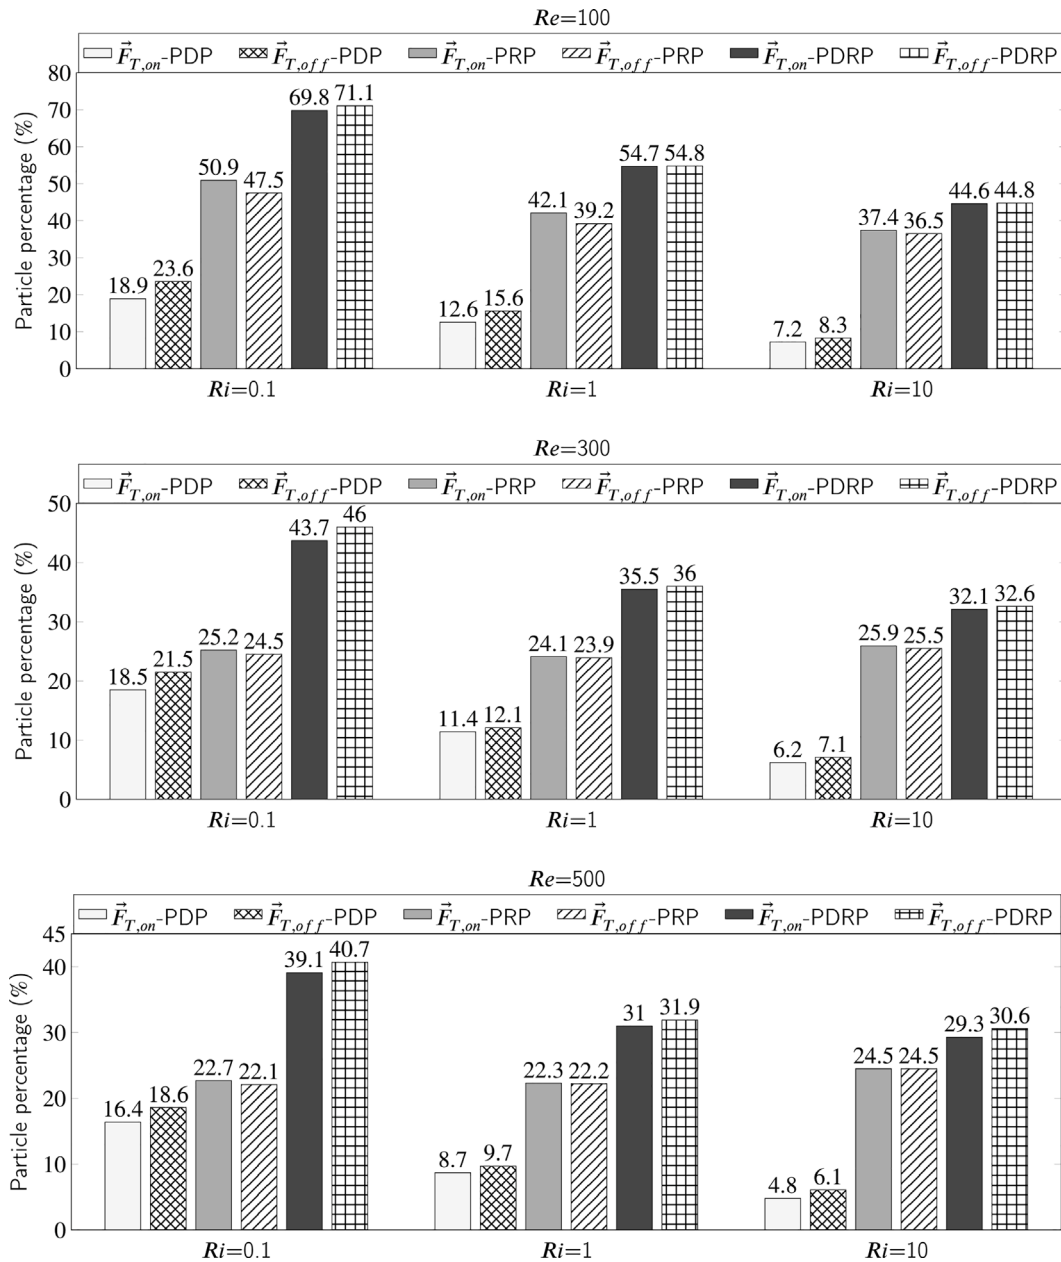 Re=100
F⃗T,on-PDP F⃗T,off-PDP F⃗T,on-PRP F⃗T,off-PRP F⃗T,on-PDRP F⃗T,off-PDRP
Particle percentage (%)
80
70
60
50
40
30
20
10
0
18.9 23.6 50.9 47.5 69.8 71.1
12.6 15.6 42.1 39.2 54.7 54.8
7.2 8.3 37.4 36.5 44.6 44.8
Ri=0.1 Ri=1 Ri=10
Re=300
F⃗T,on-PDP F⃗T,off-PDP F⃗T,on-PRP F⃗T,off-PRP F⃗T,on-PDRP F⃗T,off-PDRP
Particle percentage (%)
50
40
30
20
10
0
18.5 21.5 25.2 24.5 43.7 46
11.4 12.1 24.1 23.9 35.5 36
6.2 7.1 25.9 25.5 32.1 32.6
Ri=0.1 Ri=1 Ri=10
Re=500
F⃗T,on-PDP F⃗T,off-PDP F⃗T,on-PRP F⃗T,off-PRP F⃗T,on-PDRP F⃗T,off-PDRP
Particle percentage (%)
45
40
30
20
10
0
16.4 18.6 22.7 22.1 39.1 40.7
8.7 9.7 22.3 22.2 31 31.9
4.8 6.1 24.5 24.5 29.3 30.6
Ri=0.1 Ri=1 Ri=10